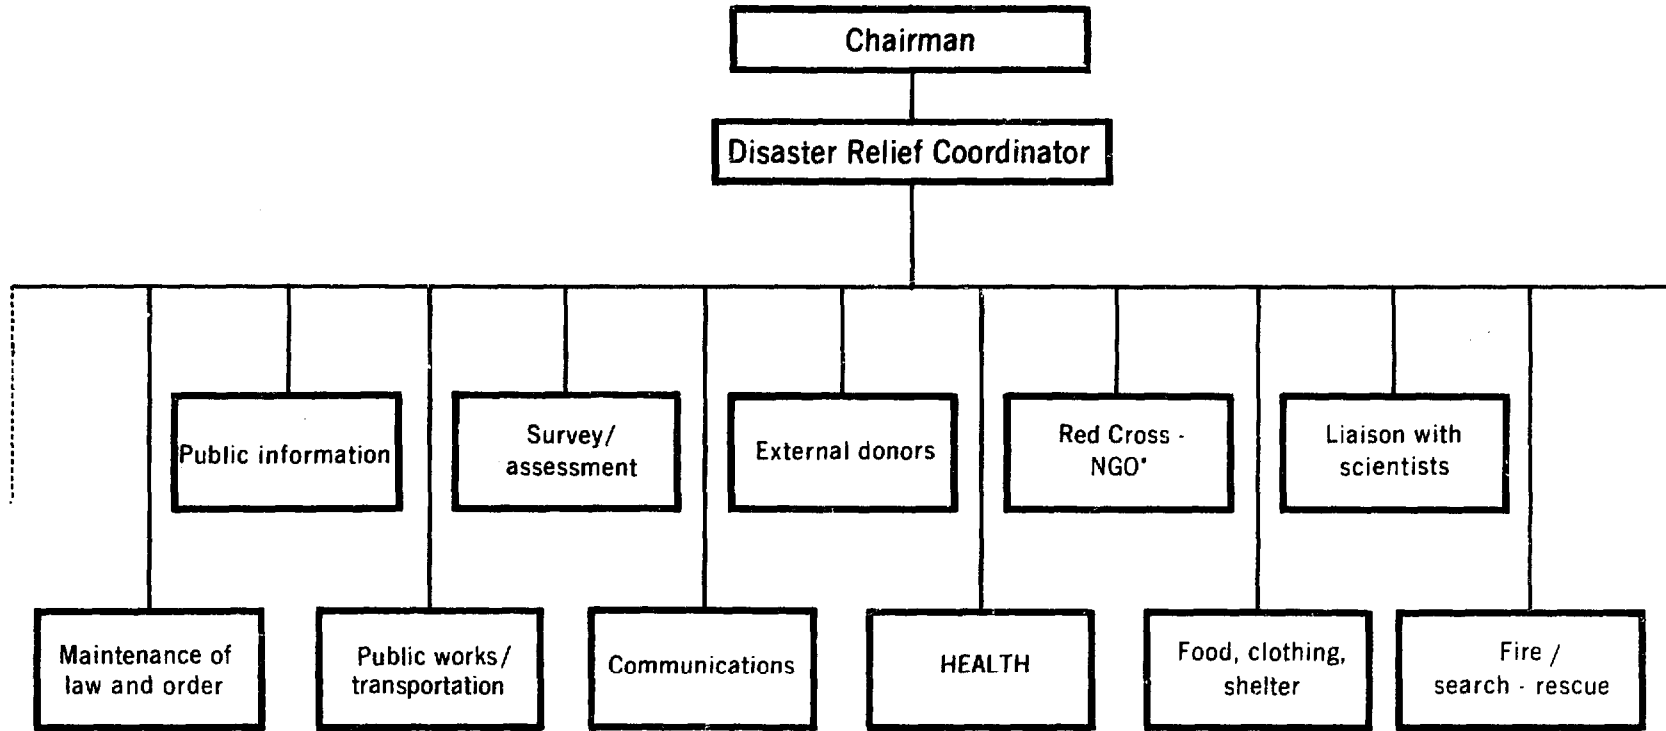 Chairman
Disaster Relief Coordinator
Public information
Survey/
assessment
External donors
Red Cross -
NGO*
Liaison with
scientists
Maintenance of
law and order
Public works/
transportation
Communications
HEALTH
Food, clothing,
shelter
Fire /
search - rescue